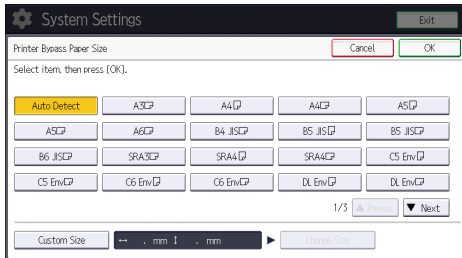 System Settings Exit
Printer Bypass Paper Size Cancel OK
Select item, then press [OK].
Auto Detect A3 A4 A4 A5
A5 A6 B4 JIS B5 JIS B5 JIS
B6 JIS SRA3 SRA4 SRA4 C5 Env
C5 Env C6 Env C6 Env DL Env DL Env
1/3 ▲ Previous ▼ Next
Custom Size ↔ . mm ↕ . mm ▶ Change Size